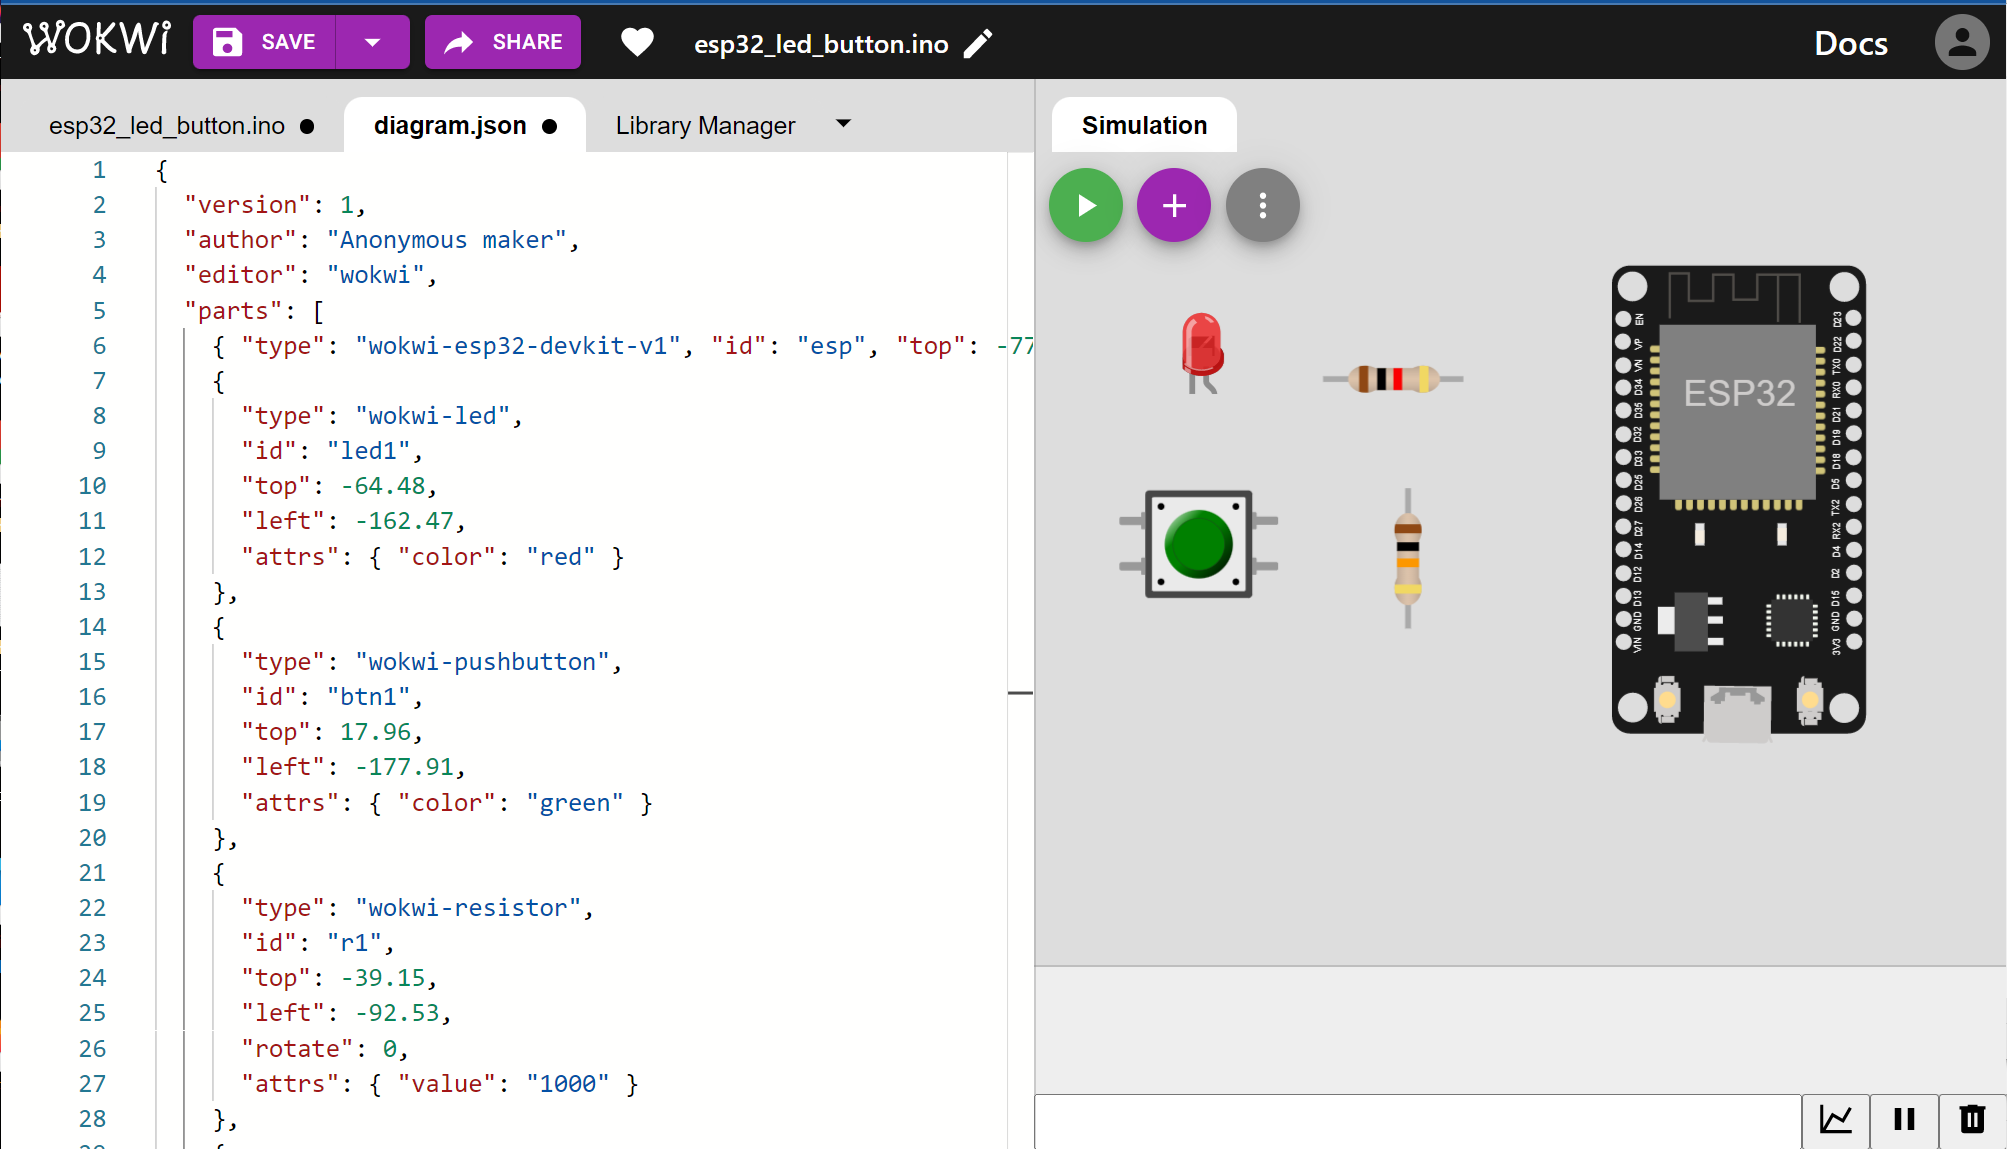 WOKWi
SAVE
SHARE
esp32_led_button.ino
Docs
esp32_led_button.ino
diagram.json
Library Manager
Simulation
1 {
2 "version": 1,
3 "author": "Anonymous maker",
4 "editor": "wokwi",
5 "parts": [
6 { "type": "wokwi-esp32-devkit-v1", "id": "esp", "top": -77
7 {
8 "type": "wokwi-led",
9 "id": "led1",
10 "top": -64.48,
11 "left": -162.47,
12 "attrs": { "color": "red" }
13 },
14 {
15 "type": "wokwi-pushbutton",
16 "id": "btn1",
17 "top": 17.96,
18 "left": -177.91,
19 "attrs": { "color": "green" }
20 },
21 {
22 "type": "wokwi-resistor",
23 "id": "r1",
24 "top": -39.15,
25 "left": -92.53,
26 "rotate": 0,
27 "attrs": { "value": "1000" }
28 },
ESP32
EN
VP
VN
D34
D35
D32
D33
D25
D26
D27
D14
D12
D13
GND
VIN
D23
D22
TX0
RX0
D21
D19
D18
D5
TX2
RX2
D4
D2
D15
GND
3V3